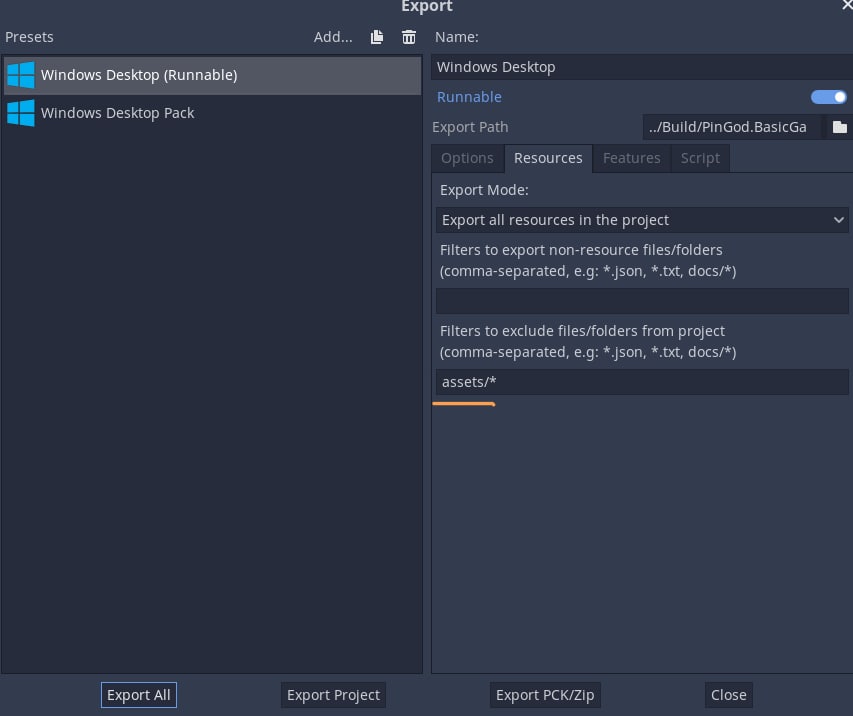 Export
Presets
Add...
Name:
Windows Desktop (Runnable)
Windows Desktop Pack
Windows Desktop
Runnable
Export Path
../Build/PinGod.BasicGa
Options
Resources
Features
Script
Export Mode:
Export all resources in the project
Filters to export non-resource files/folders
(comma-separated, e.g: *.json, *.txt, docs/*)
Filters to exclude files/folders from project
(comma-separated, e.g: *.json, *.txt, docs/*)
assets/*
Export All
Export Project
Export PCK/Zip
Close